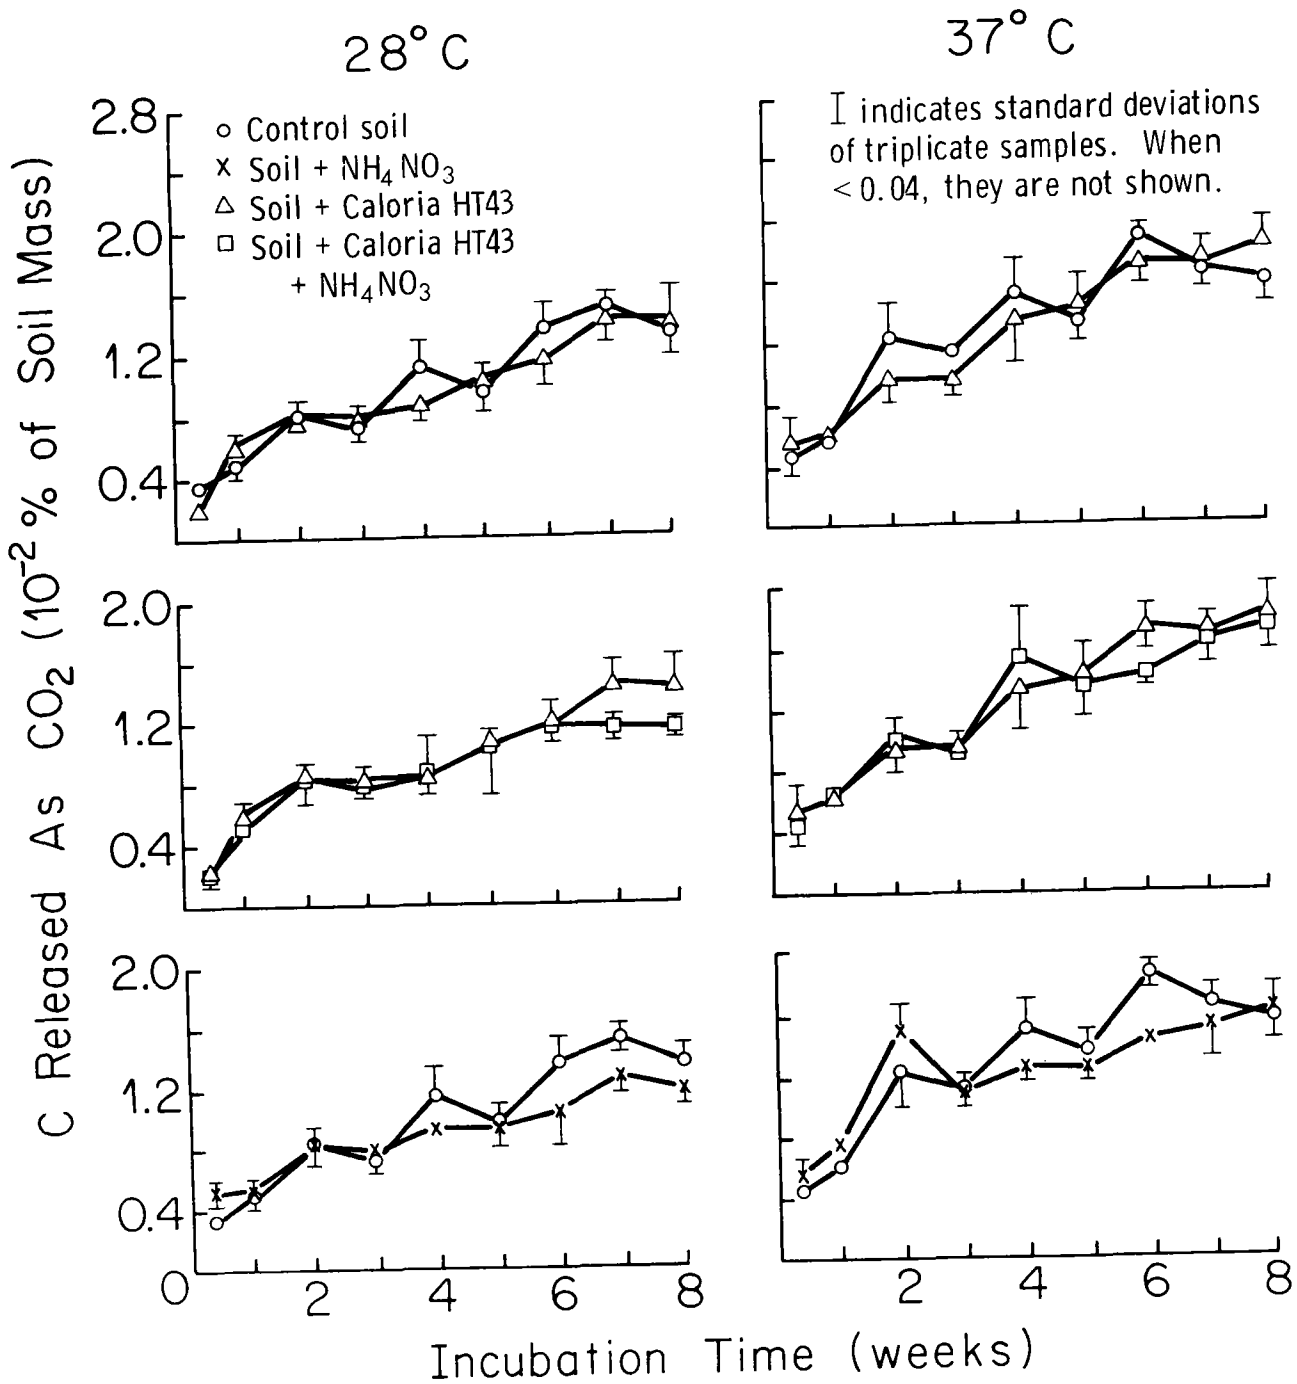 28°C
37°C
2.8
2.0
1.2
0.4
○ Control soil
x Soil + NH₄NO₃
△ Soil + Caloria HT43
□ Soil + Caloria HT43
+ NH₄NO₃
I indicates standard deviations
of triplicate samples. When
< 0.04, they are not shown.
C Released As CO₂ (10⁻² % of Soil Mass)
2.0
1.2
0.4
2.0
1.2
0.4
0 2 4 6 8
2 4 6 8
Incubation Time (weeks)